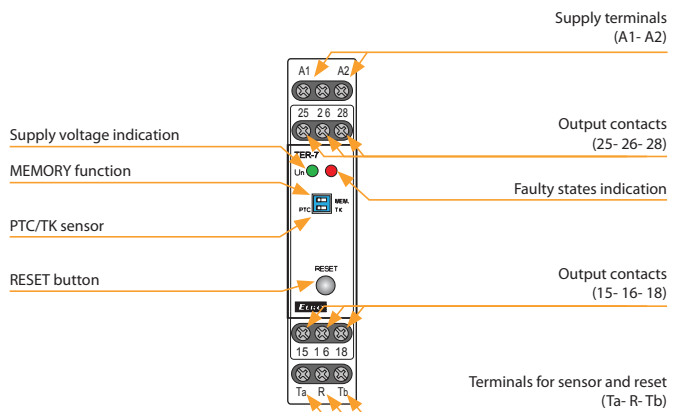 Supply terminals
(A1- A2)
A1 A2
25 26 28
Output contacts
(25- 26- 28)
Supply voltage indication
TER-7
Un
MEMORY function
Faulty states indication
MEM.
PTC TK
PTC/TK sensor
RESET
RESET button
Output contacts
(15- 16- 18)
15 16 18
Terminals for sensor and reset
(Ta- R- Tb)
Ta R Tb